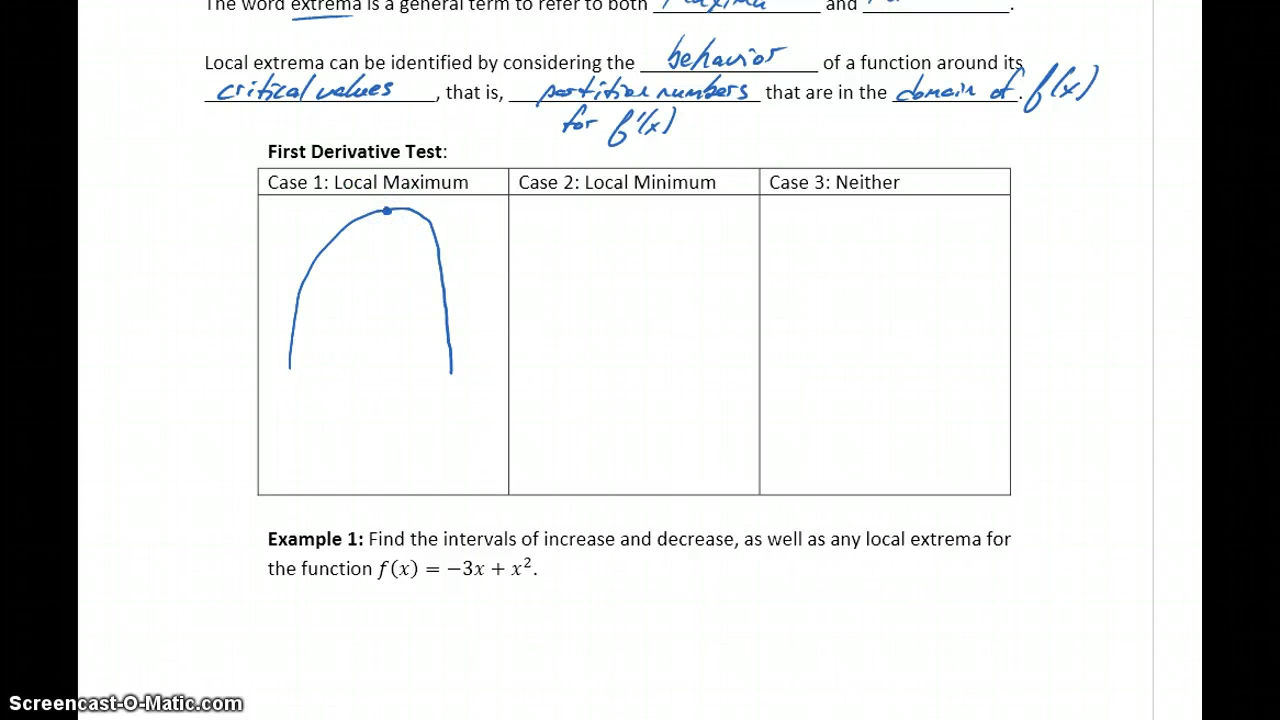 The word extrema is a general term to refer to both maxima and .
Local extrema can be identified by considering the behavior of a function around its
critical values, that is, partition numbers that are in the domain of f(x).
for f'(x)
First Derivative Test:
Case 1: Local Maximum Case 2: Local Minimum Case 3: Neither
Example 1: Find the intervals of increase and decrease, as well as any local extrema for
the function f(x) = −3x + x².
Screencast-O-Matic.com